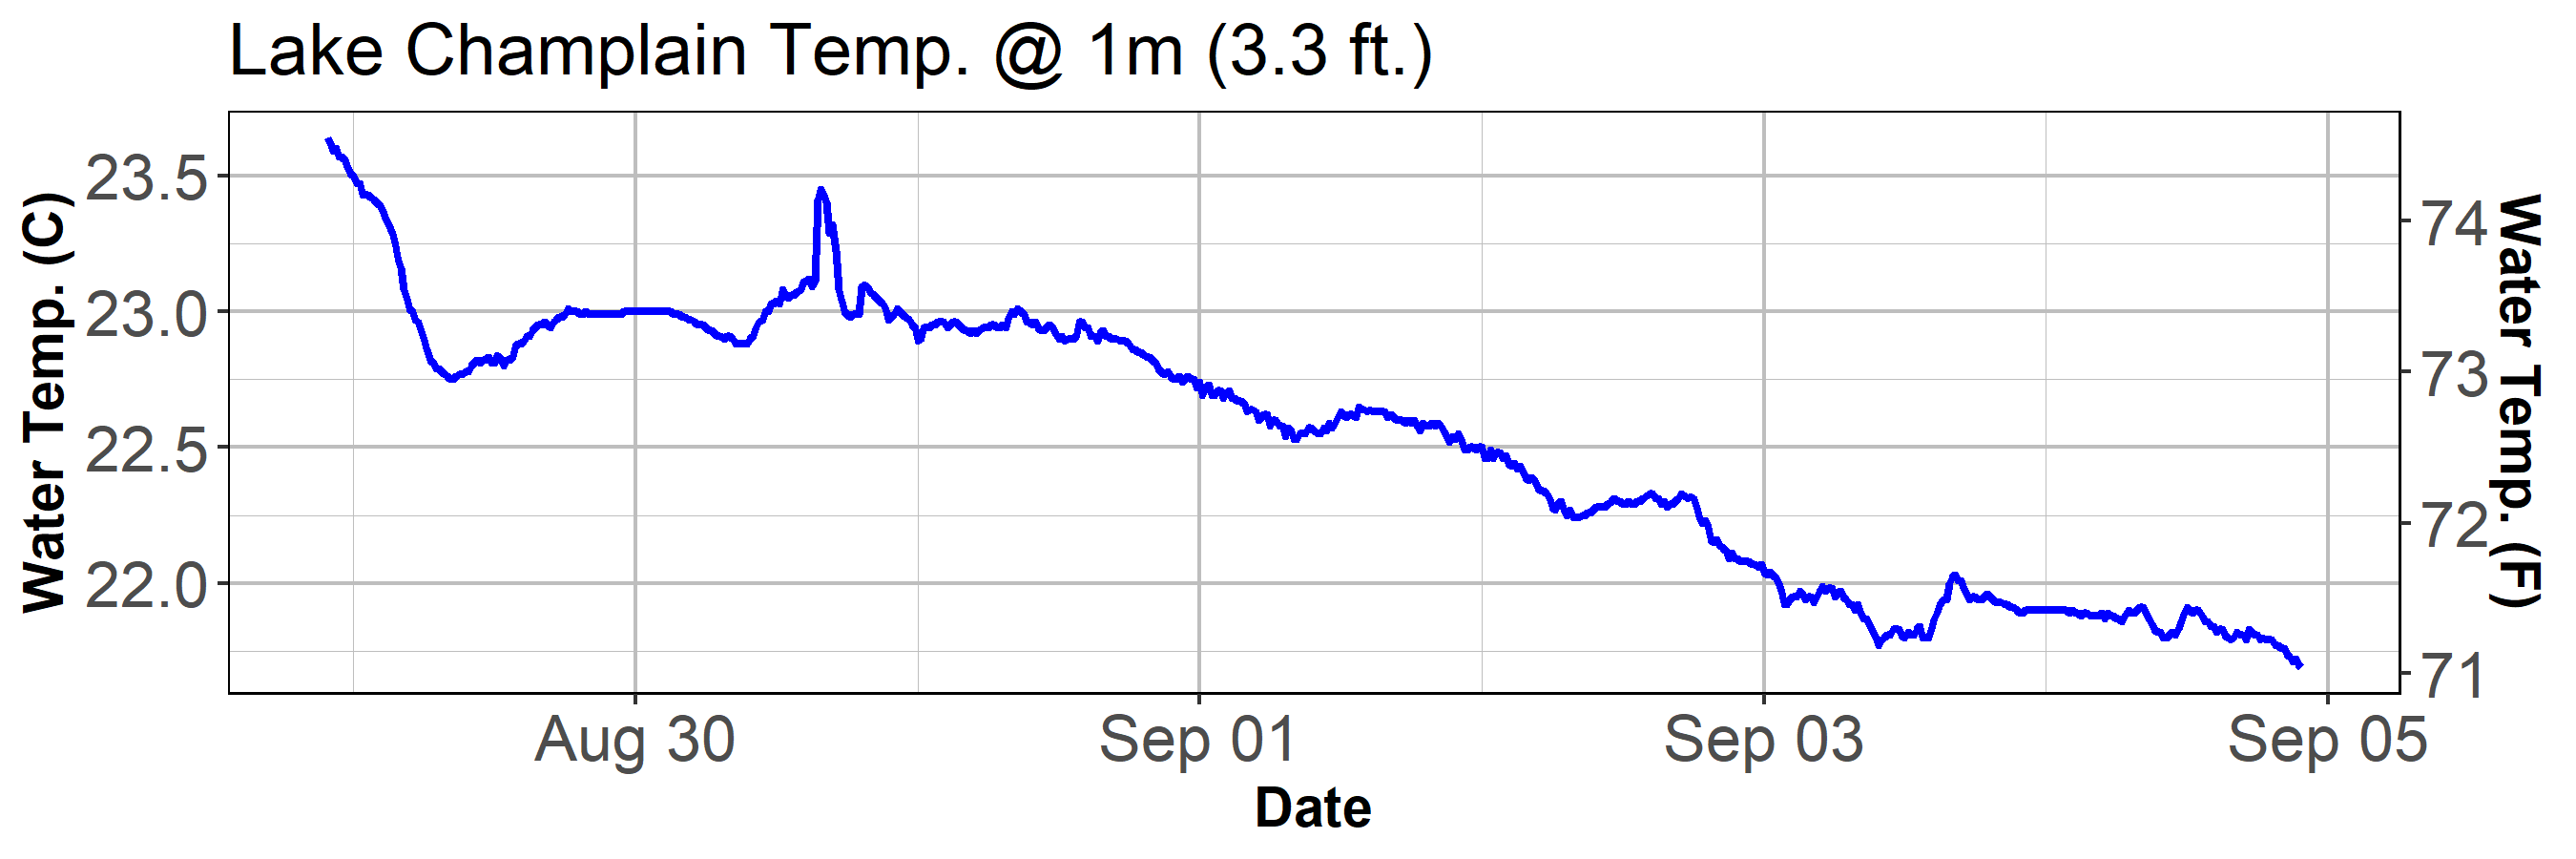 Lake Champlain Temp. @ 1m (3.3 ft.)
Water Temp. (C)
23.5
23.0
22.5
22.0
74
73
72
71
Water Temp. (F)
Aug 30
Sep 01
Sep 03
Sep 05
Date